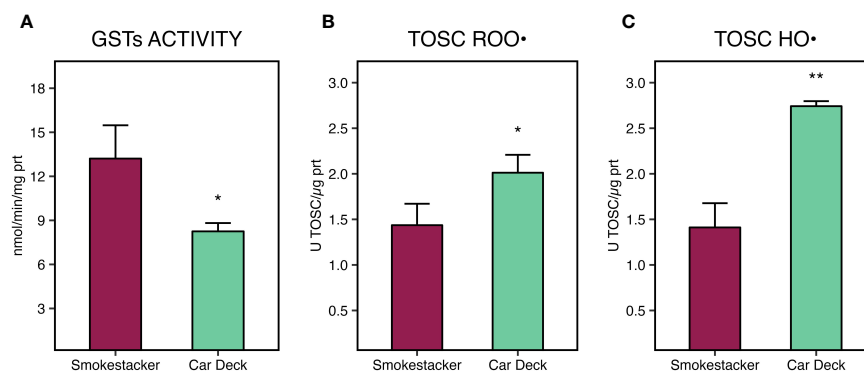 A
GSTs ACTIVITY
nmol/min/mg prt
18
15
12
9
6
3
*
Smokestacker
Car Deck
B
TOSC ROO•
U TOSC/µg prt
3.0
2.5
2.0
1.5
1.0
0.5
*
Smokestacker
Car Deck
C
TOSC HO•
U TOSC/µg prt
3.0
2.5
2.0
1.5
1.0
0.5
**
Smokestacker
Car Deck